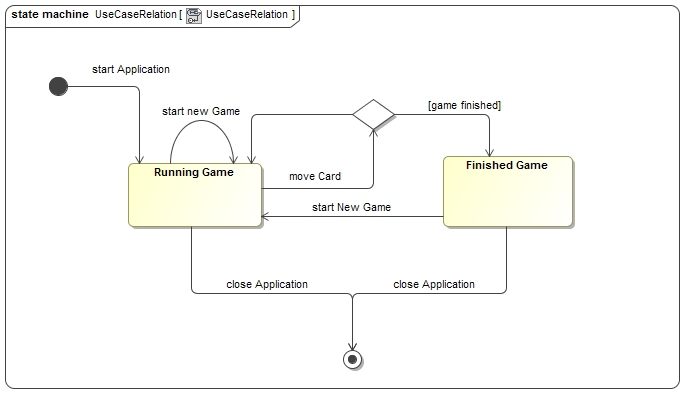 state machine UseCaseRelation [ UseCaseRelation ]
start Application
start new Game
[game finished]
Running Game
move Card
Finished Game
start New Game
close Application
close Application